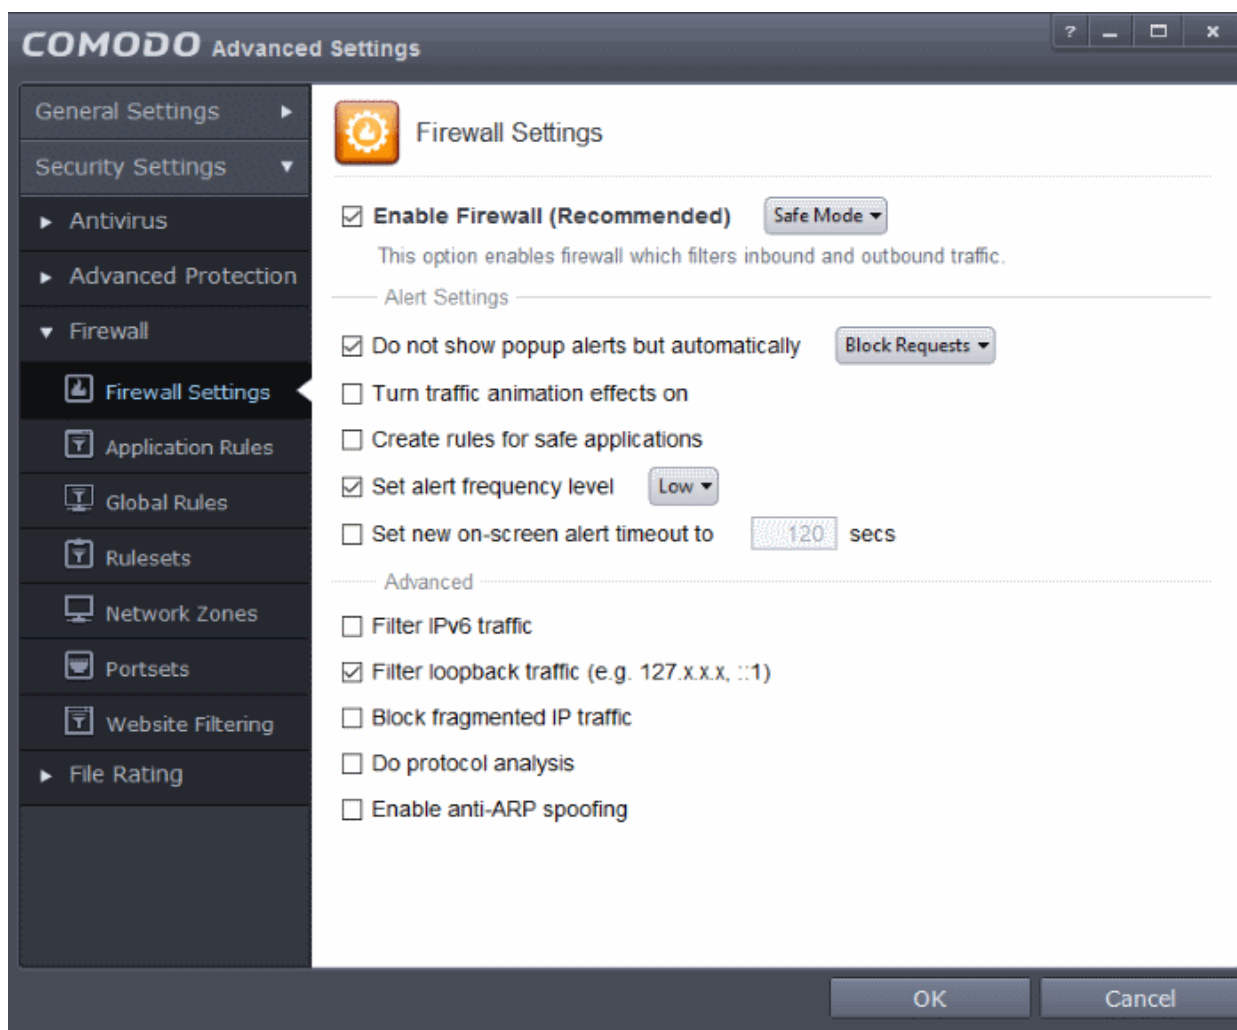 COMODO Advanced Settings
?
General Settings
Security Settings
Antivirus
Advanced Protection
Firewall
Firewall Settings
Application Rules
Global Rules
Rulesets
Network Zones
Portsets
Website Filtering
File Rating
Firewall Settings
Enable Firewall (Recommended) Safe Mode
This option enables firewall which filters inbound and outbound traffic.
Alert Settings
Do not show popup alerts but automatically Block Requests
Turn traffic animation effects on
Create rules for safe applications
Set alert frequency level Low
Set new on-screen alert timeout to 120 secs
Advanced
Filter IPv6 traffic
Filter loopback traffic (e.g. 127.x.x.x, ::1)
Block fragmented IP traffic
Do protocol analysis
Enable anti-ARP spoofing
OK Cancel